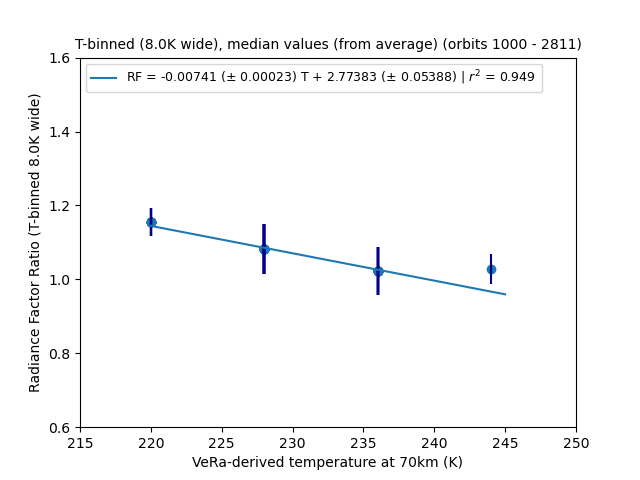 T-binned (8.0K wide), median values (from average) (orbits 1000 - 2811)
RF = -0.00741 (± 0.00023) T + 2.77383 (± 0.05388) | r² = 0.949
Radiance Factor Ratio (T-binned 8.0K wide)
1.6
1.4
1.2
1.0
0.8
0.6
215 220 225 230 235 240 245 250
VeRa-derived temperature at 70km (K)